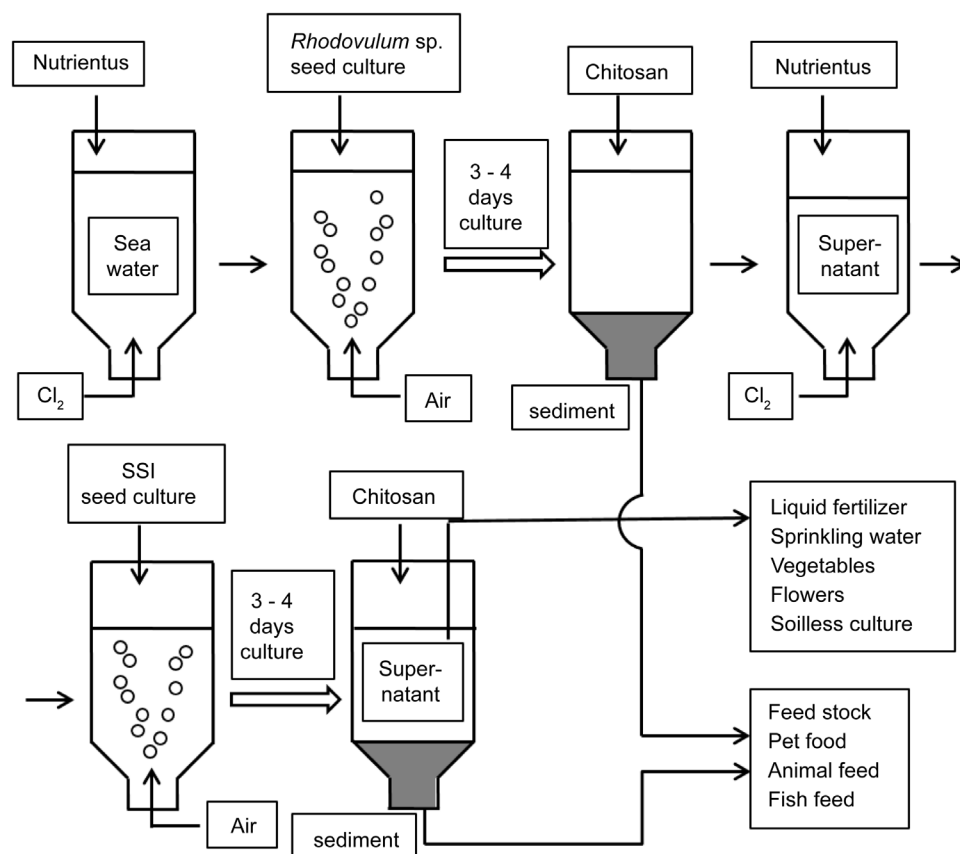 Nutrientus
Rhodovulum sp.
seed culture
Chitosan
Nutrientus
3 - 4
days
culture
Sea
water
Super-
natant
Cl2
Air
sediment
Cl2
SSI
seed culture
Chitosan
Liquid fertilizer
Sprinkling water
Vegetables
Flowers
Soilless culture
3 - 4
days
culture
Super-
natant
Feed stock
Pet food
Animal feed
Fish feed
Air
sediment